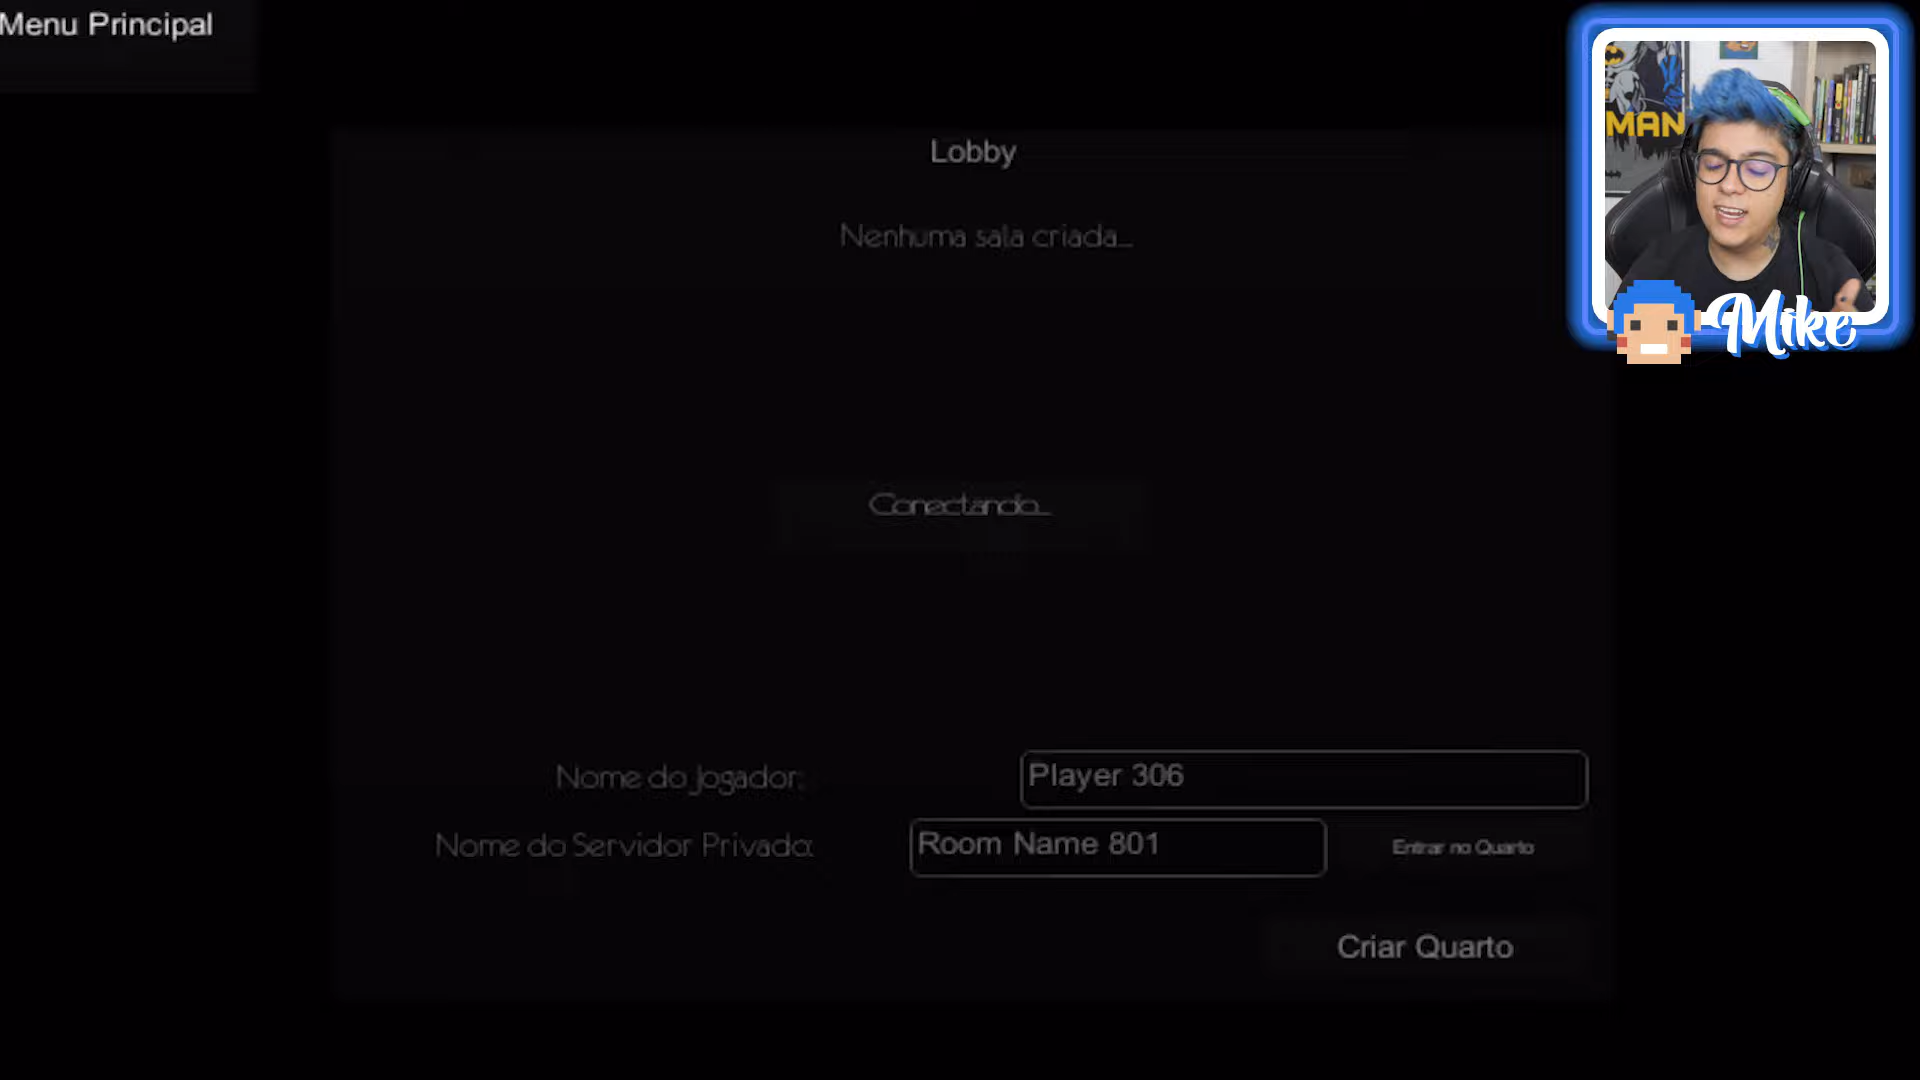 Menu Principal
Lobby
Nenhuma sala criada...
Conectando...
Nome do Jogador:
Player 306
Nome do Servidor Privado:
Room Name 801
Entrar no Quarto
Criar Quarto
MAN
Mike